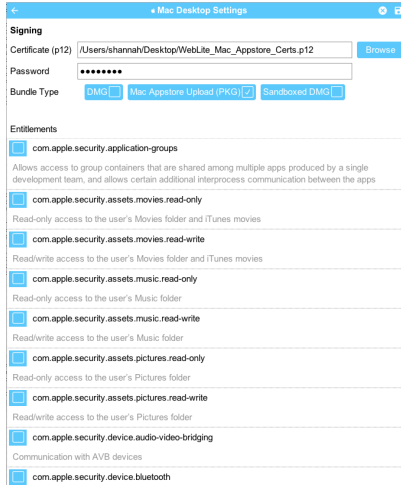 Mac Desktop Settings
Signing
Certificate (p12) /Users/shannah/Desktop/WebLite_Mac_Appstore_Certs.p12 Browse
Password ●●●●●●●●
Bundle Type DMG Mac Appstore Upload (PKG) Sandboxed DMG
Entitlements
com.apple.security.application-groups
Allows access to group containers that are shared among multiple apps produced by a single
development team, and allows certain additional interprocess communication between the apps
com.apple.security.assets.movies.read-only
Read-only access to the user's Movies folder and iTunes movies
com.apple.security.assets.movies.read-write
Read/write access to the user's Movies folder and iTunes movies
com.apple.security.assets.music.read-only
Read-only access to the user's Music folder
com.apple.security.assets.music.read-write
Read/write access to the user's Music folder
com.apple.security.assets.pictures.read-only
Read-only access to the user's Pictures folder
com.apple.security.assets.pictures.read-write
Read/write access to the user's Pictures folder
com.apple.security.device.audio-video-bridging
Communication with AVB devices
com.apple.security.device.bluetooth